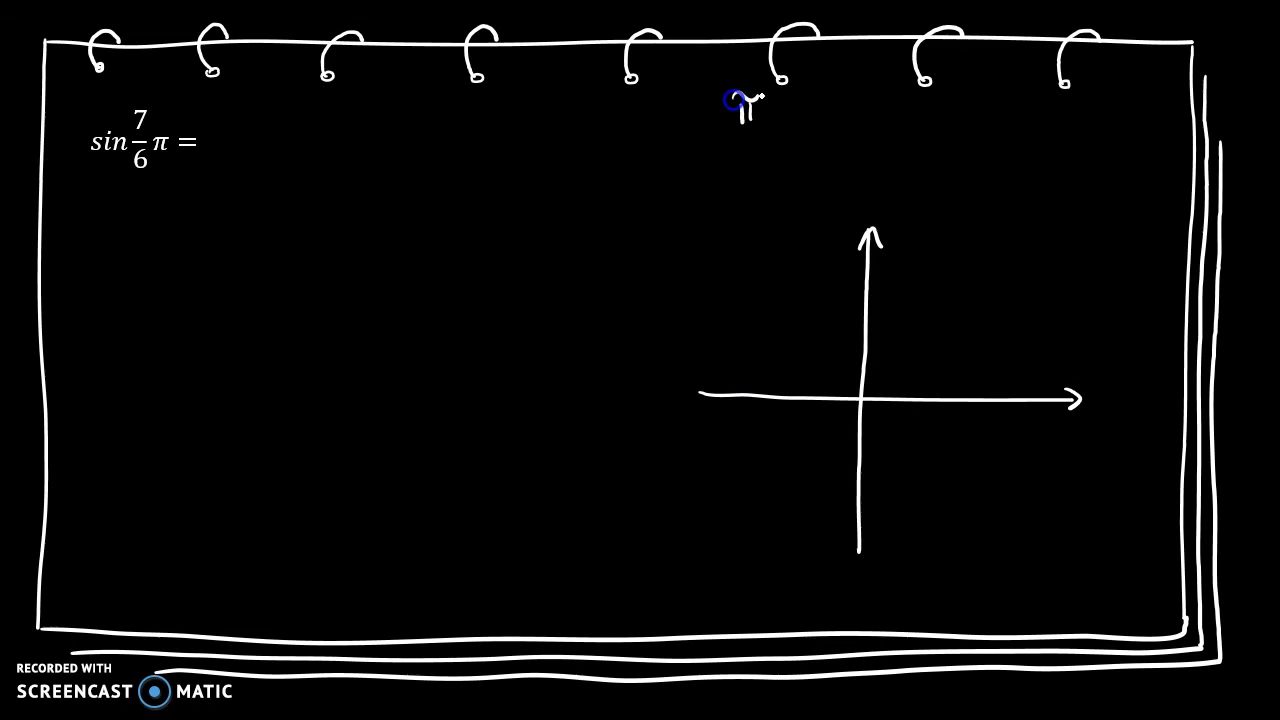 π
sin 7/6 π =
RECORDED WITH
SCREENCAST MATIC